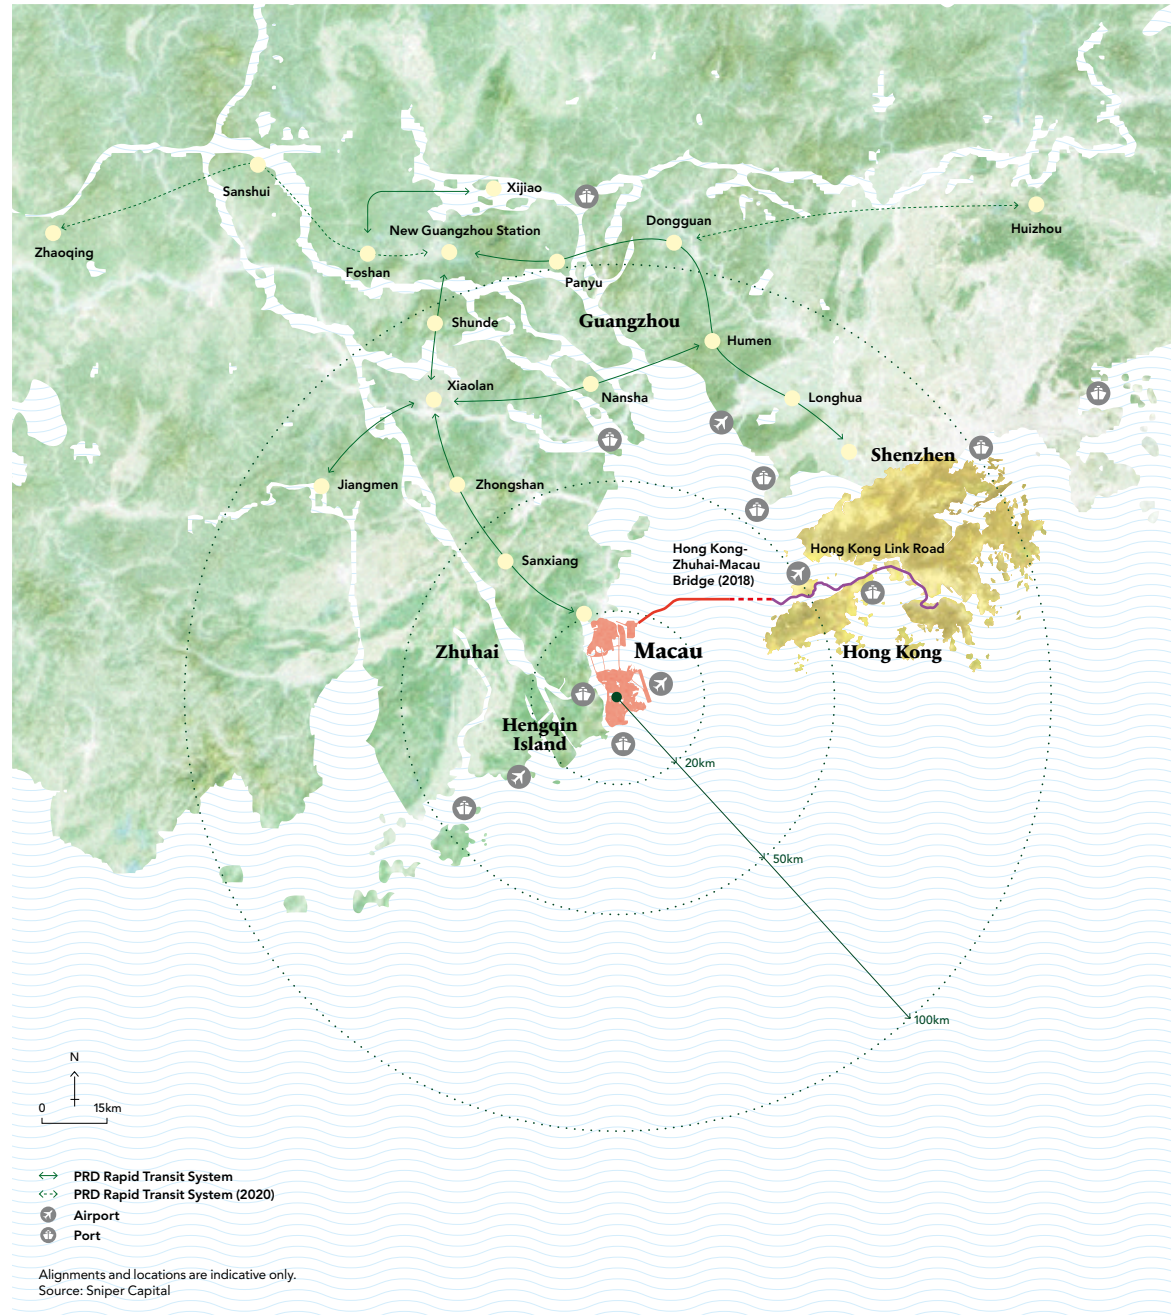 Sanshui
Xijiao
Zhaoqing
New Guangzhou Station
Foshan
Dongguan
Huizhou
Panyu
Shunde
Guangzhou
Humen
Xiaolan
Nansha
Longhua
Shenzhen
Jiangmen
Zhongshan
Sanxiang
Hong Kong-
Zhuhai-Macau
Bridge (2018)
Hong Kong Link Road
Zhuhai
Macau
Hong Kong
Hengqin
Island
20km
50km
100km
N
0
15km
PRD Rapid Transit System
PRD Rapid Transit System (2020)
Airport
Port
Alignments and locations are indicative only.
Source: Sniper Capital